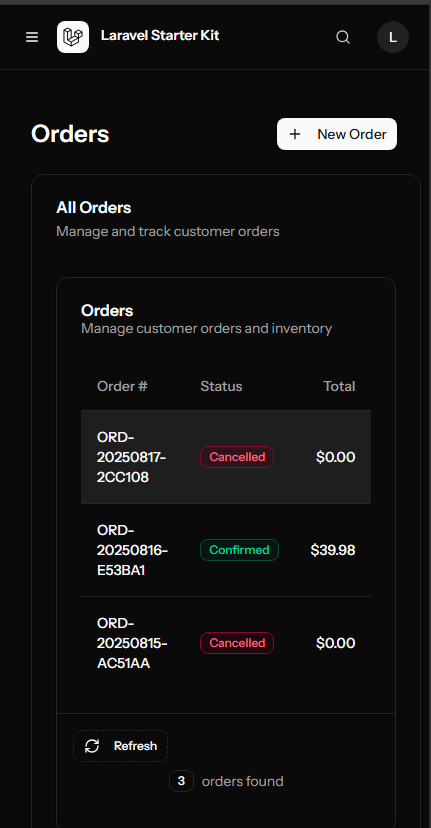 Laravel Starter Kit
L
Orders
New Order
All Orders
Manage and track customer orders
Orders
Manage customer orders and inventory
Order # Status Total
ORD-
20250817-
2CC108
Cancelled
$0.00
ORD-
20250816-
E53BA1
Confirmed
$39.98
ORD-
20250815-
AC51AA
Cancelled
$0.00
Refresh
3 orders found